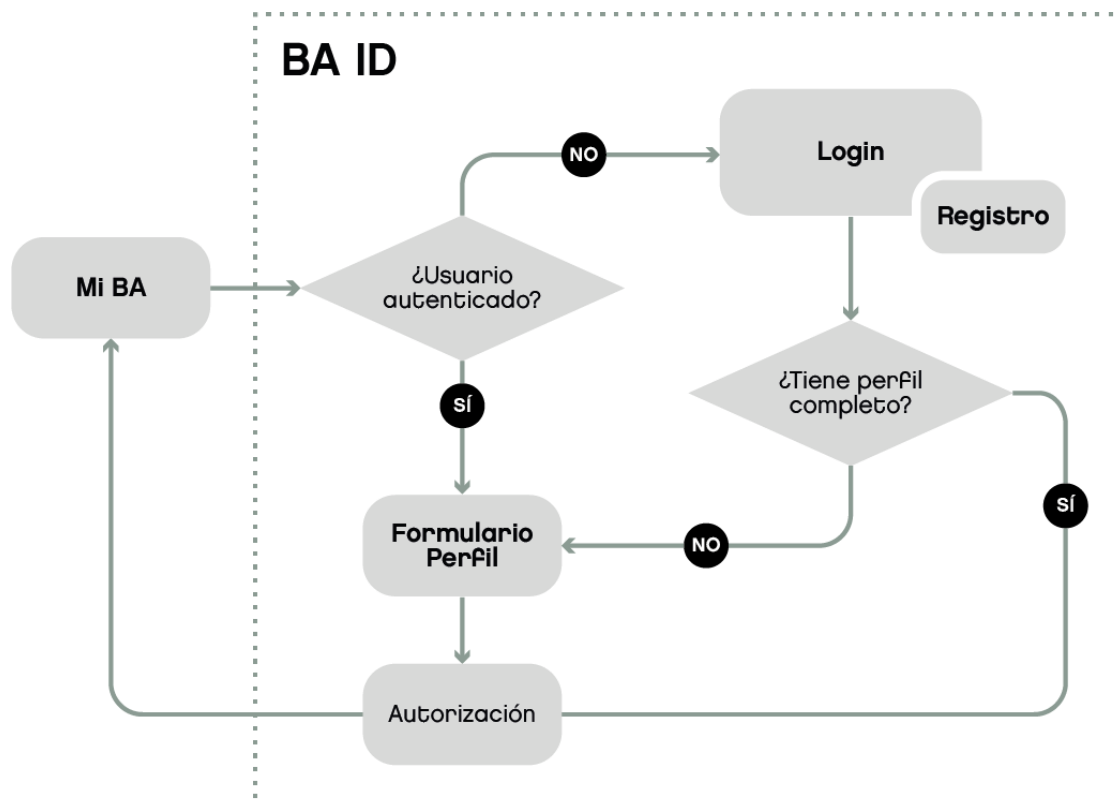 BA ID
NO
Login
Registro
Mi BA
¿Usuario
autenticado?
¿Tiene perfil
completo?
SÍ
SÍ
Formulario
Perfil
NO
Autorización